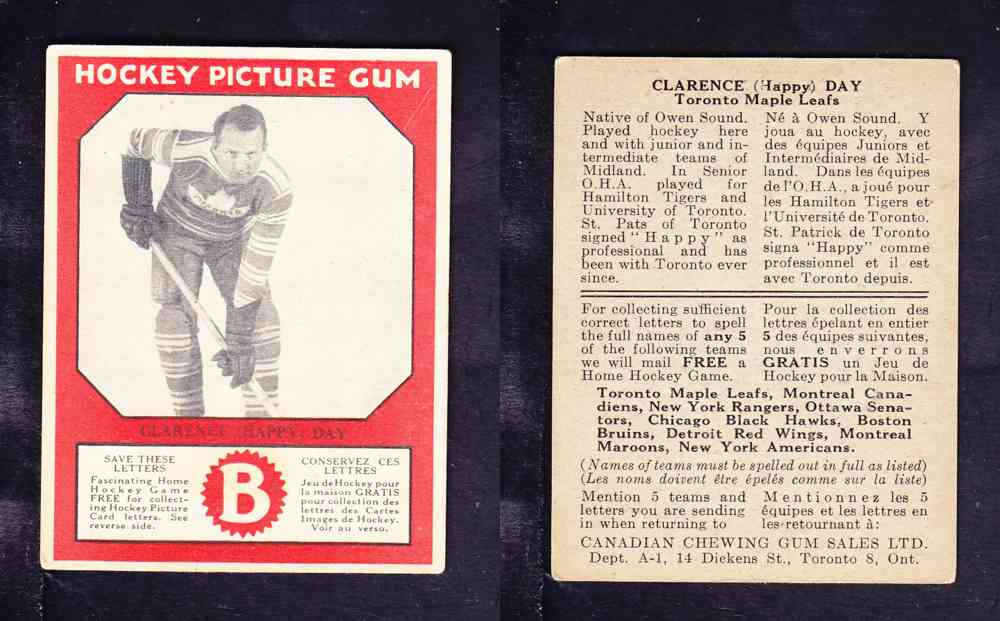 HOCKEY PICTURE GUM
CLARENCE (HAPPY) DAY
SAVE THESE
LETTERS
Fascinating Home
Hockey Game
FREE for collect-
ing Hockey Picture
Card letters. See
reverse side.
B
CONSERVEZ CES
LETTRES
Jeu de Hockey pour
la maison GRATIS
pour collection des
lettres des Cartes
Images de Hockey.
Voir au verso.
CLARENCE (Happy) DAY
Toronto Maple Leafs
Native of Owen Sound.
Played hockey here
and with junior and in-
termediate teams of
Midland. In Senior
O.H.A. played for
Hamilton Tigers and
University of Toronto.
St. Pats of Toronto
signed "Happy" as
professional and has
been with Toronto ever
since.
Né à Owen Sound. Y
joua au hockey, avec
des équipes Juniors et
Intermédiaires de Mid-
land. Dans les équipes
de l'O.H.A., a joué pour
les Hamilton Tigers et
l'Université de Toronto.
St. Patrick de Toronto
signa "Happy" comme
professionnel et il est
avec Toronto depuis.
For collecting sufficient
correct letters to spell
the full names of any 5
of the following teams
we will mail FREE a
Home Hockey Game.
Pour la collection des
lettres épelant en entier
5 des équipes suivantes,
nous enverrons
GRATIS un Jeu de
Hockey pour la Maison.
Toronto Maple Leafs, Montreal Cana-
diens, New York Rangers, Ottawa Sena-
tors, Chicago Black Hawks, Boston
Bruins, Detroit Red Wings, Montreal
Maroons, New York Americans.
(Names of teams must be spelled out in full as listed)
(Les noms doivent être épelés comme sur la liste)
Mention 5 teams and
letters you are sending
in when returning to
Mentionnez les 5
équipes et les lettres en
les retournant à:
CANADIAN CHEWING GUM SALES LTD.
Dept. A-1, 14 Dickens St., Toronto 8, Ont.